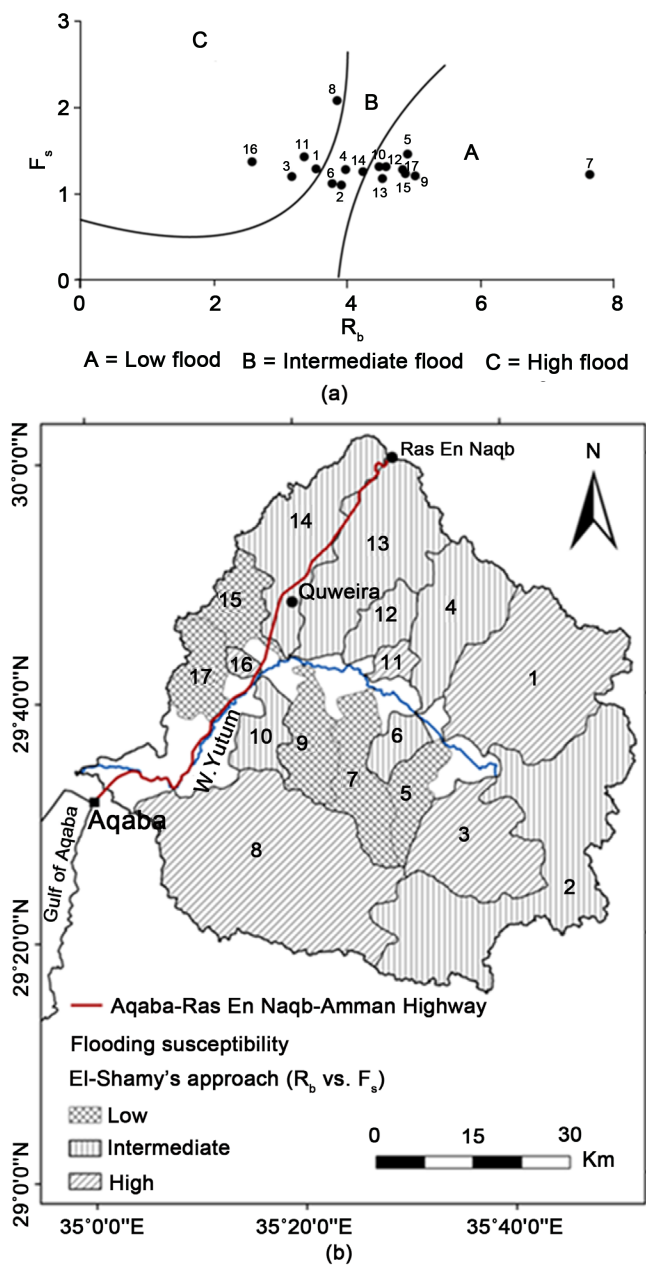 3
C
8
B
2
Fs
16
11
3
1
4
6
2
14
10
12
5
17
13
15
9
A
7
1
0
0 2 4 6 8
Rb
A = Low flood B = Intermediate flood C = High flood
(a)
30°0'0"N
Ras En Naqb
N
14
13
Quweira
15
12
4
11
16
17
1
29°40'0"N
W.Yutum
10
9
6
7
5
Aqaba
3
8
2
Gulf of Aqaba
29°20'0"N
Aqaba-Ras En Naqb-Amman Highway
Flooding susceptibility
El-Shamy's approach (Rb vs. Fs)
Low
Intermediate
High
0 15 30
Km
29°0'0"N
35°0'0"E 35°20'0"E 35°40'0"E
(b)